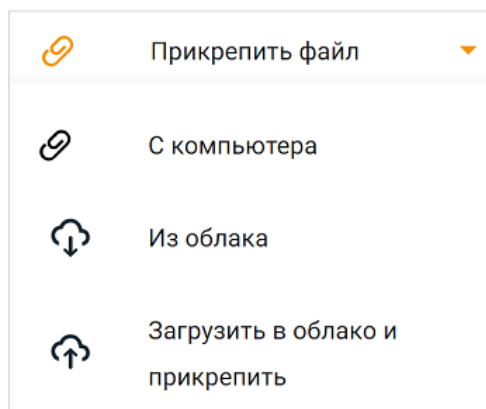 Прикрепить файл
С компьютера
Из облака
Загрузить в облако и
прикрепить